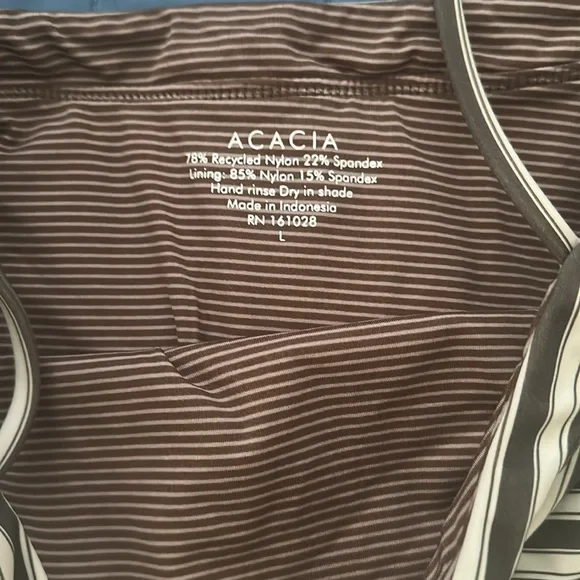 ACACIA
78% Recycled Nylon 22% Spandex
Lining: 85% Nylon 15% Spandex
Hand rinse Dry in shade
Made in Indonesia
RN 161028
L